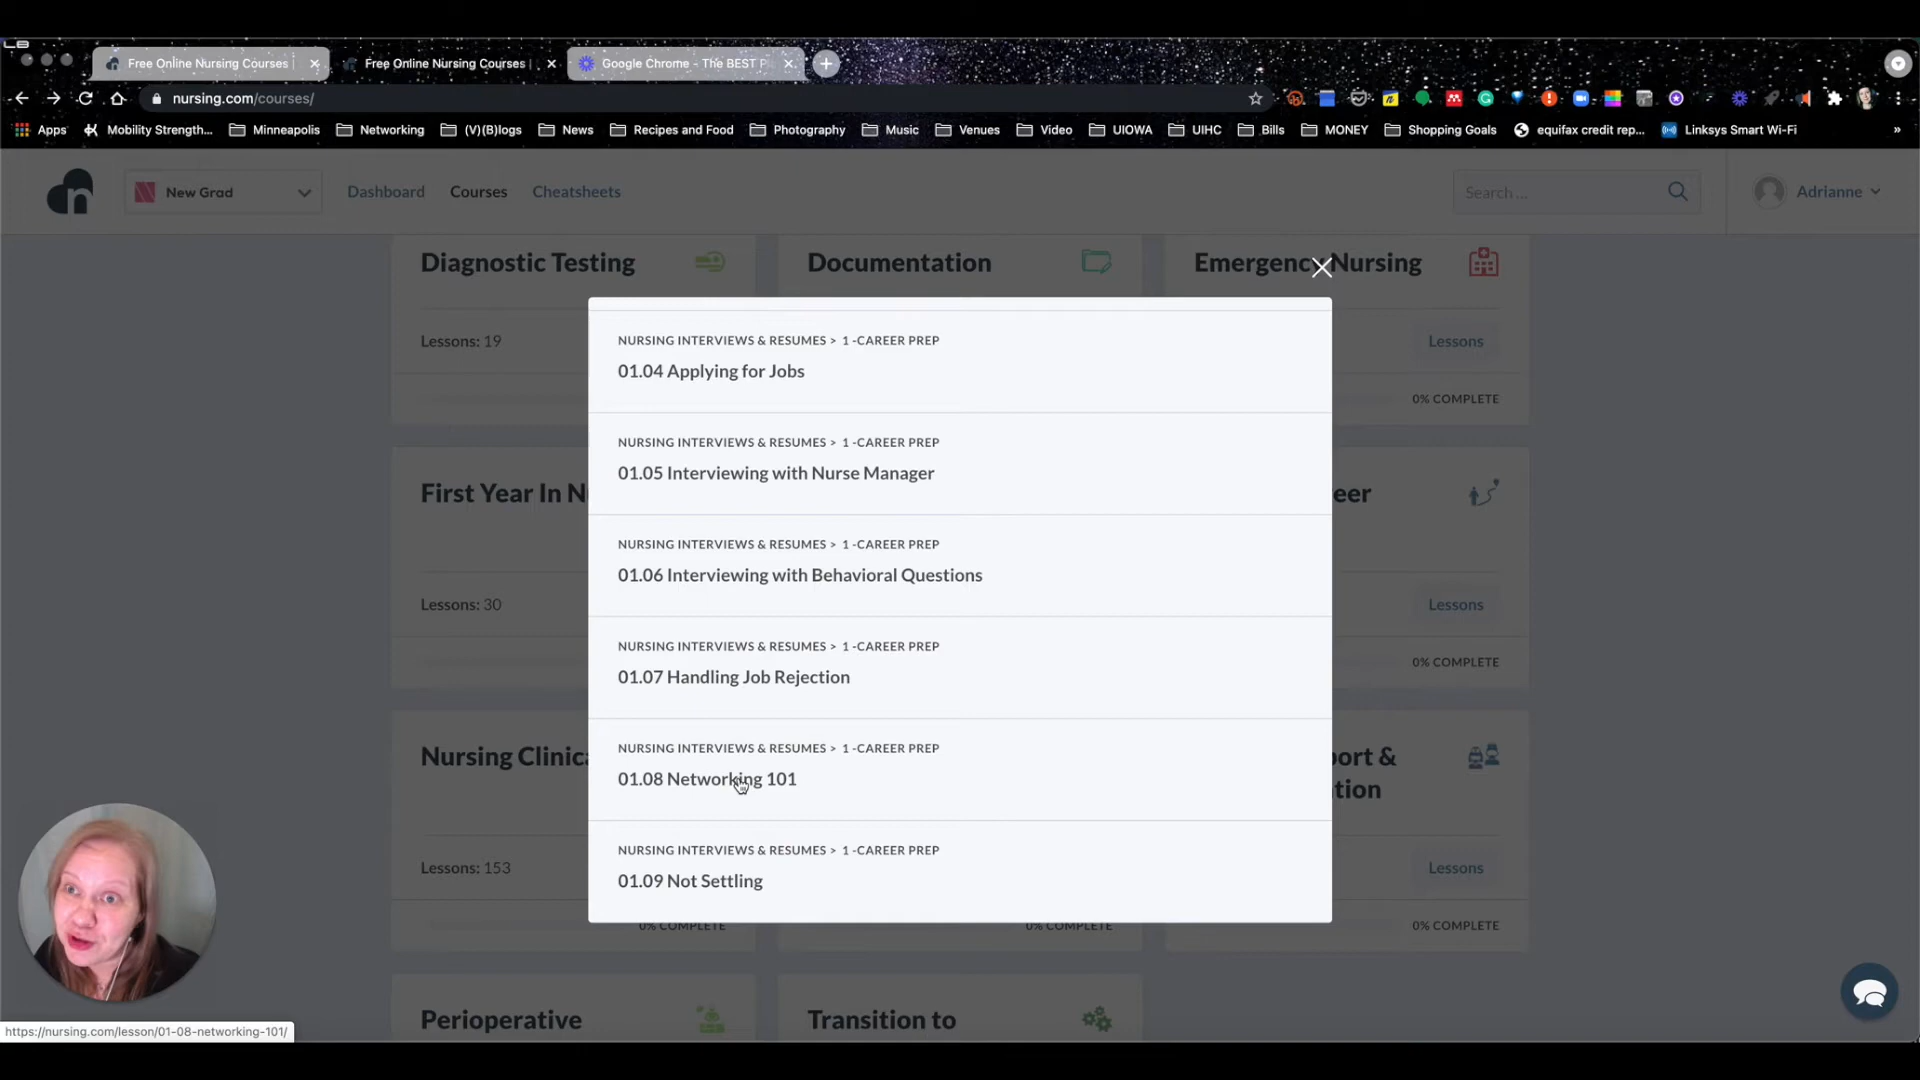 Free Online Nursing Courses |
Free Online Nursing Courses |
Google Chrome - The BEST P
nursing.com/courses/
Apps
Mobility Strength...
Minneapolis
Networking
(V)(B)logs
News
Recipes and Food
Photography
Music
Venues
Video
UIOWA
UIHC
Bills
MONEY
Shopping Goals
equifax credit rep...
Linksys Smart Wi-Fi
»
New Grad
Dashboard
Courses
Cheatsheets
Search ...
Adrianne
Diagnostic Testing
Documentation
Emergency Nursing
Lessons: 19
Lessons
0% COMPLETE
NURSING INTERVIEWS & RESUMES > 1 -CAREER PREP
01.04 Applying for Jobs
NURSING INTERVIEWS & RESUMES > 1 -CAREER PREP
01.05 Interviewing with Nurse Manager
NURSING INTERVIEWS & RESUMES > 1 -CAREER PREP
01.06 Interviewing with Behavioral Questions
NURSING INTERVIEWS & RESUMES > 1 -CAREER PREP
01.07 Handling Job Rejection
NURSING INTERVIEWS & RESUMES > 1 -CAREER PREP
01.08 Networking 101
NURSING INTERVIEWS & RESUMES > 1 -CAREER PREP
01.09 Not Settling
First Year In N
eer
Lessons: 30
Lessons
0% COMPLETE
Nursing Clinica
ort &
tion
Lessons: 153
Lessons
0% COMPLETE
0% COMPLETE
0% COMPLETE
Perioperative
Transition to
https://nursing.com/lesson/01-08-networking-101/